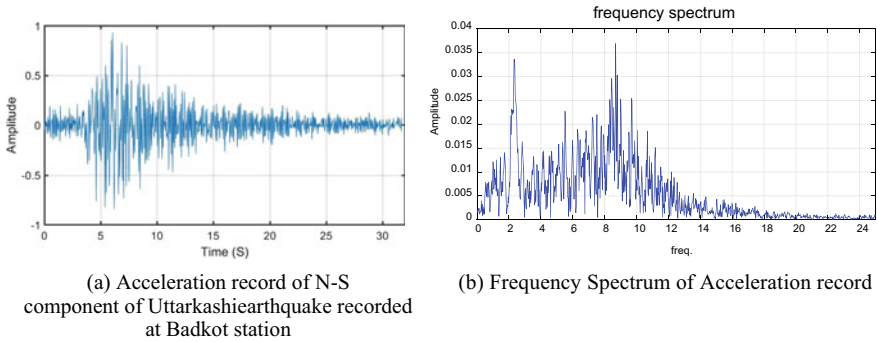 1
0.5
0
-0.5
-1
Amplitude
0 5 10 15 20 25 30
Time (S)
(a) Acceleration record of N-S
component of Uttarkashiearthquake recorded
at Badkot station
frequency spectrum
0.04
0.035
0.03
0.025
0.02
0.015
0.01
0.005
0
Amplitude
0 2 4 6 8 10 12 14 16 18 20 22 24
freq.
(b) Frequency Spectrum of Acceleration record